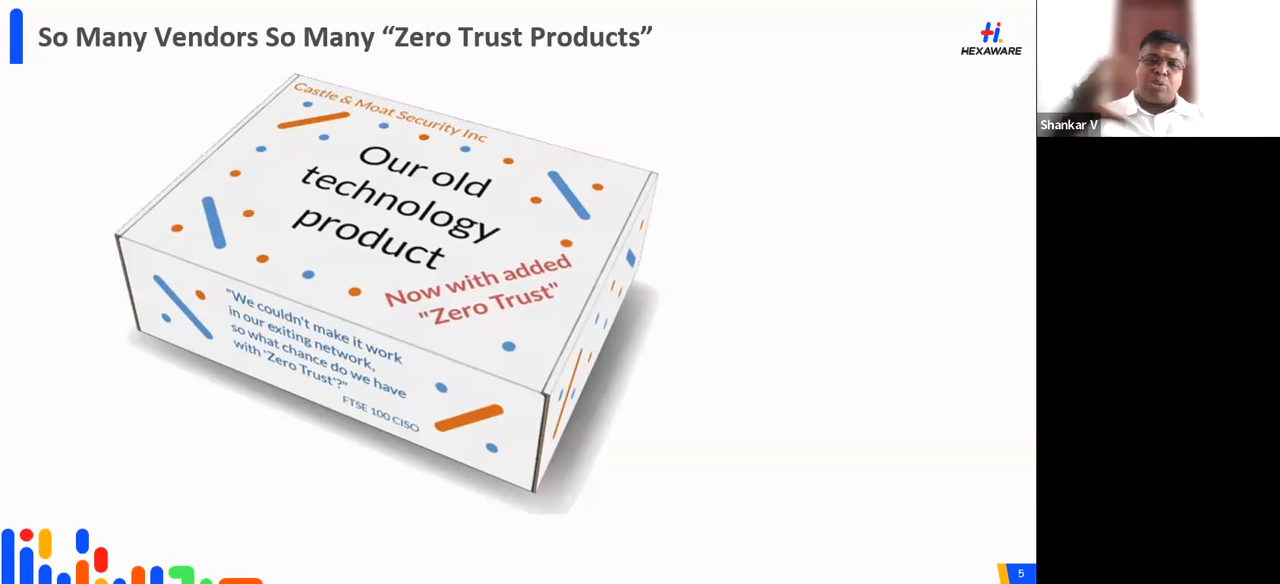 So Many Vendors So Many “Zero Trust Products”
Hi.
HEXAWARE
Castle & Moat Security Inc
Our old
technology
product
Now with added
"Zero Trust"
"We couldn't make it work
in our exiting network,
so what chance do we have
with 'Zero Trust'?"
FTSE 100 CISO
Shankar V
5